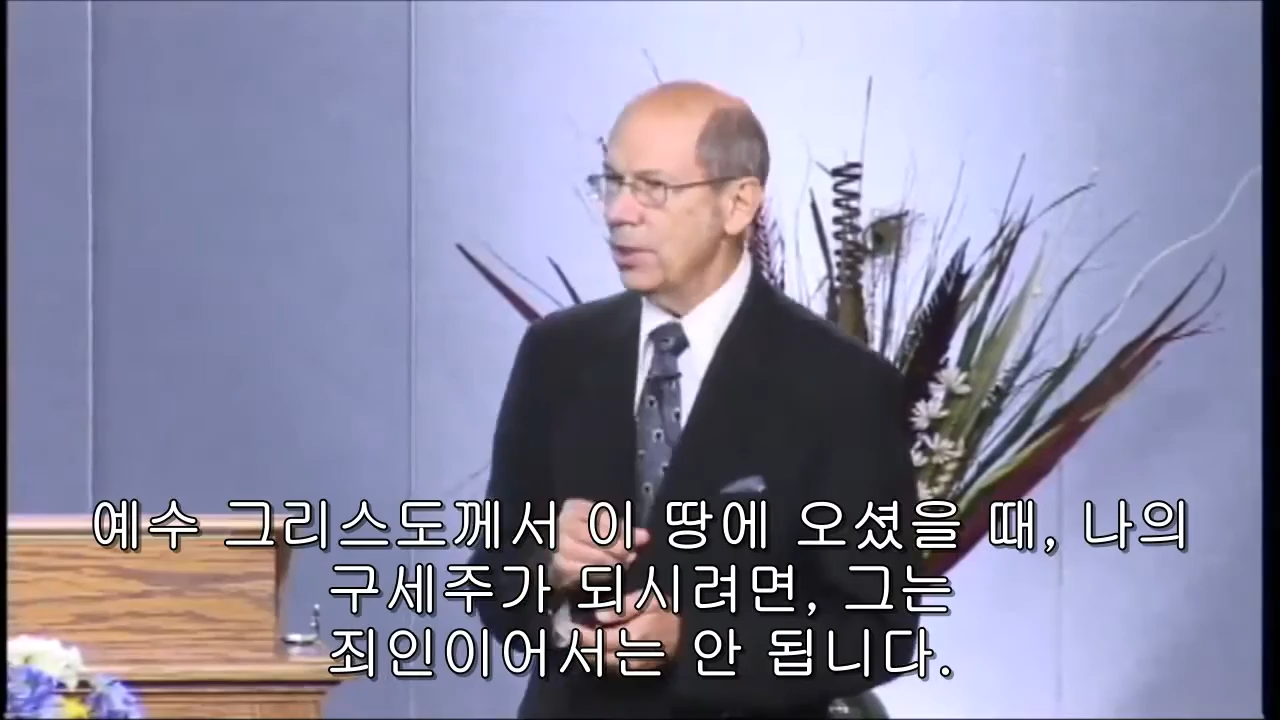 예수 그리스도께서 이 땅에 오셨을 때, 나의
구세주가 되시려면, 그는
죄인이어서는 안 됩니다.